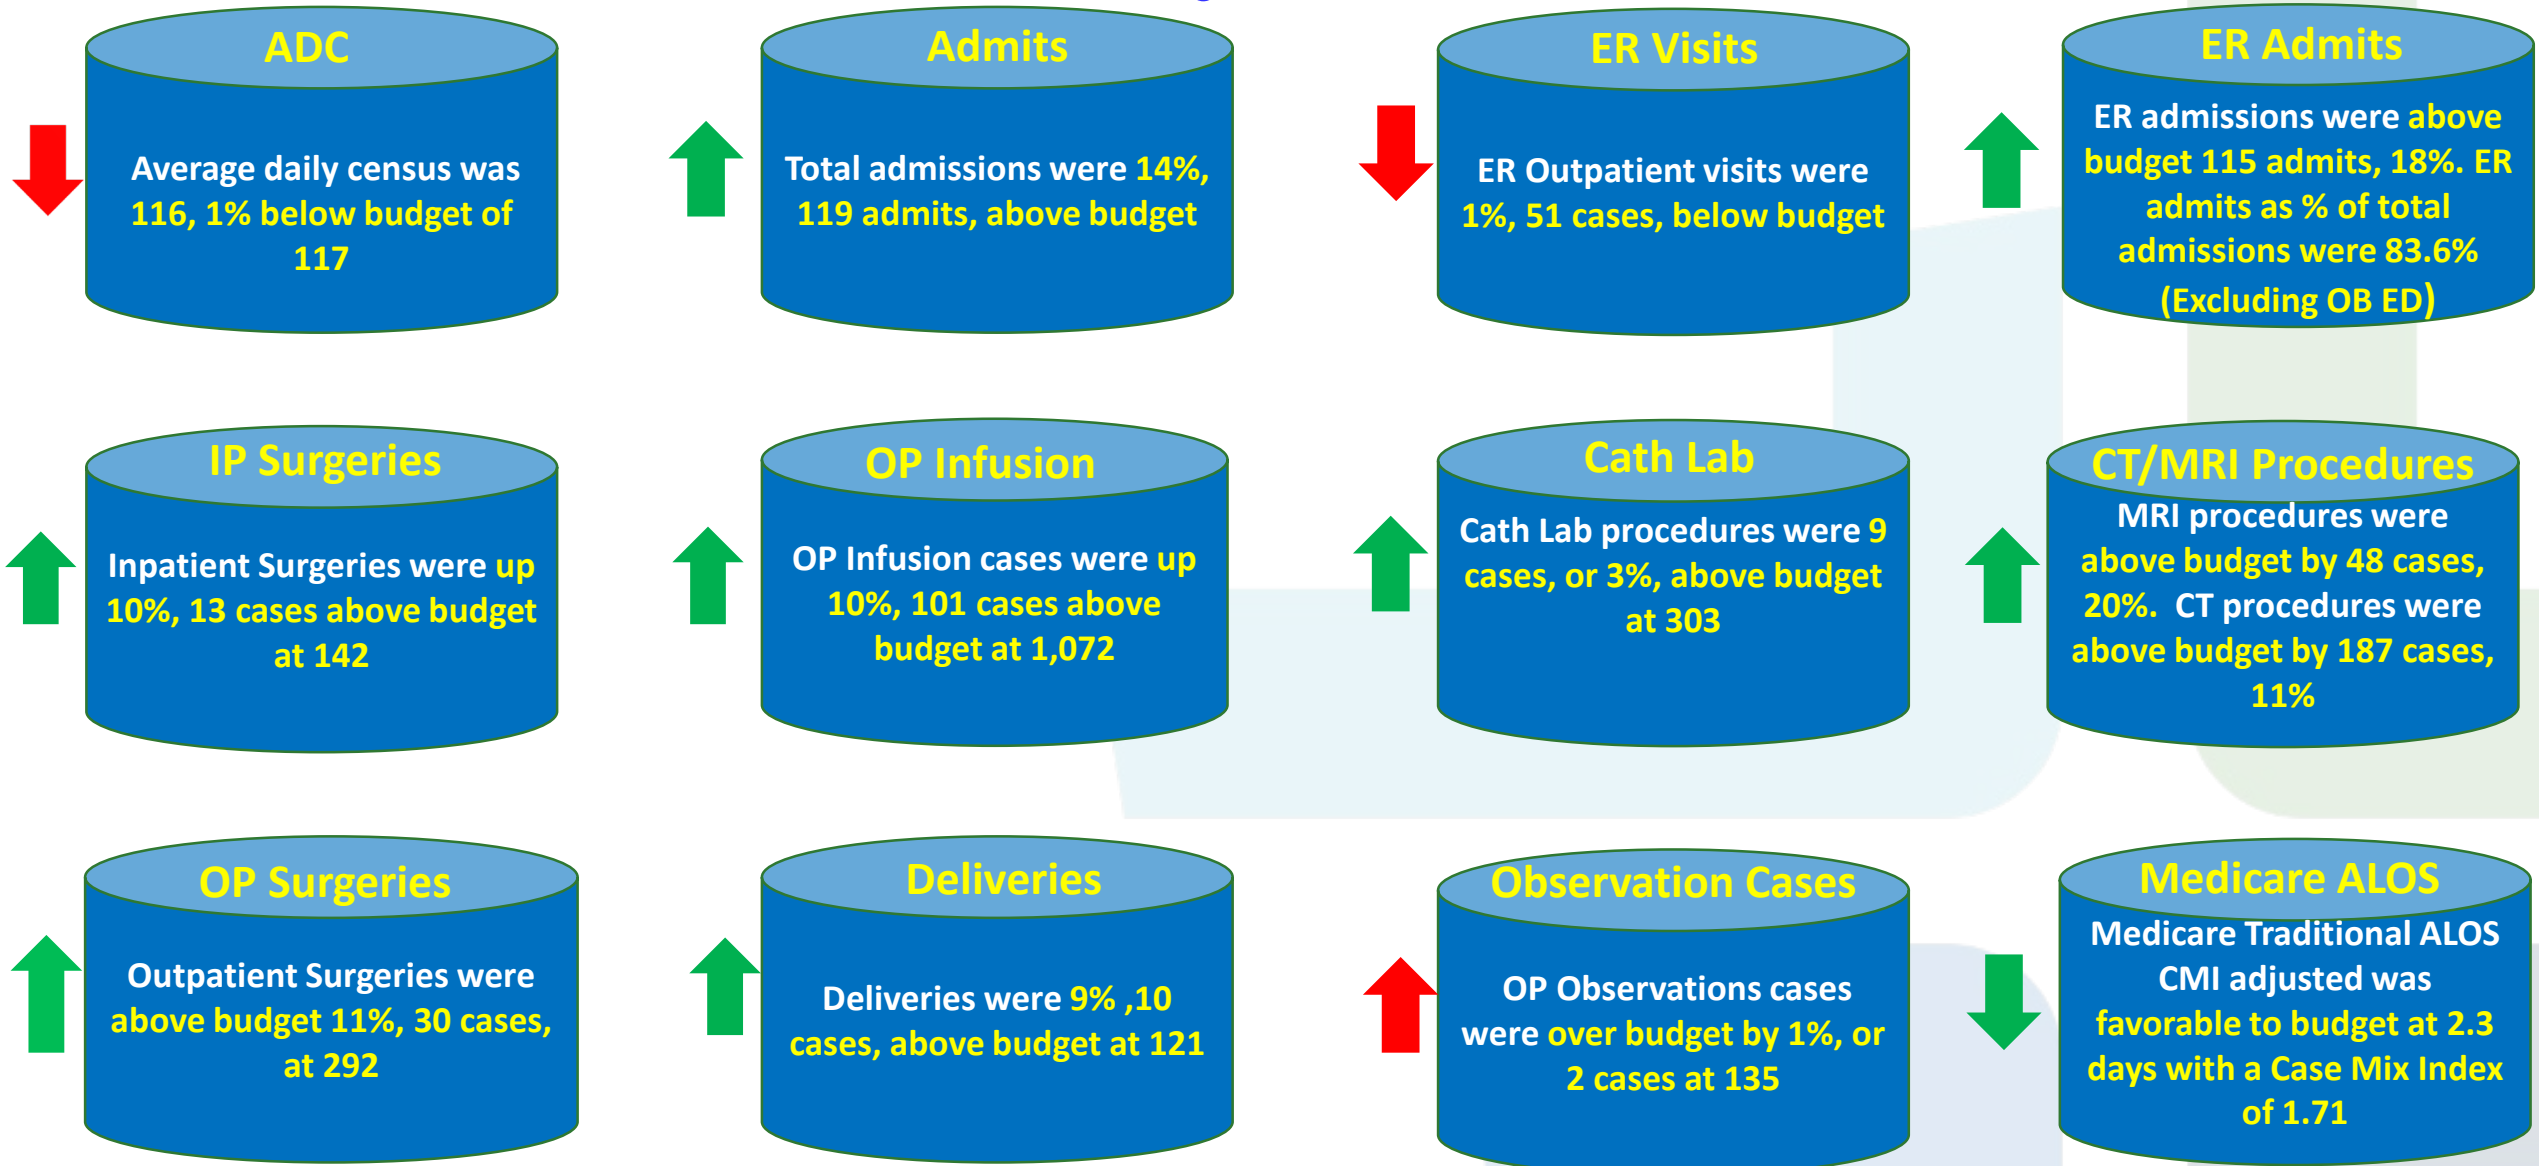 ADC
Average daily census was
116, 1% below budget of
117
Admits
Total admissions were 14%,
119 admits, above budget
ER Visits
ER Outpatient visits were
1%, 51 cases, below budget
ER Admits
ER admissions were above
budget 115 admits, 18%. ER
admits as % of total
admissions were 83.6%
(Excluding OB ED)
IP Surgeries
Inpatient Surgeries were up
10%, 13 cases above budget
at 142
OP Infusion
OP Infusion cases were up
10%, 101 cases above
budget at 1,072
Cath Lab
Cath Lab procedures were 9
cases, or 3%, above budget
at 303
CT/MRI Procedures
MRI procedures were
above budget by 48 cases,
20%. CT procedures were
above budget by 187 cases,
11%
OP Surgeries
Outpatient Surgeries were
above budget 11%, 30 cases,
at 292
Deliveries
Deliveries were 9% ,10
cases, above budget at 121
Observation Cases
OP Observations cases
were over budget by 1%, or
2 cases at 135
Medicare ALOS
Medicare Traditional ALOS
CMI adjusted was
favorable to budget at 2.3
days with a Case Mix Index
of 1.71